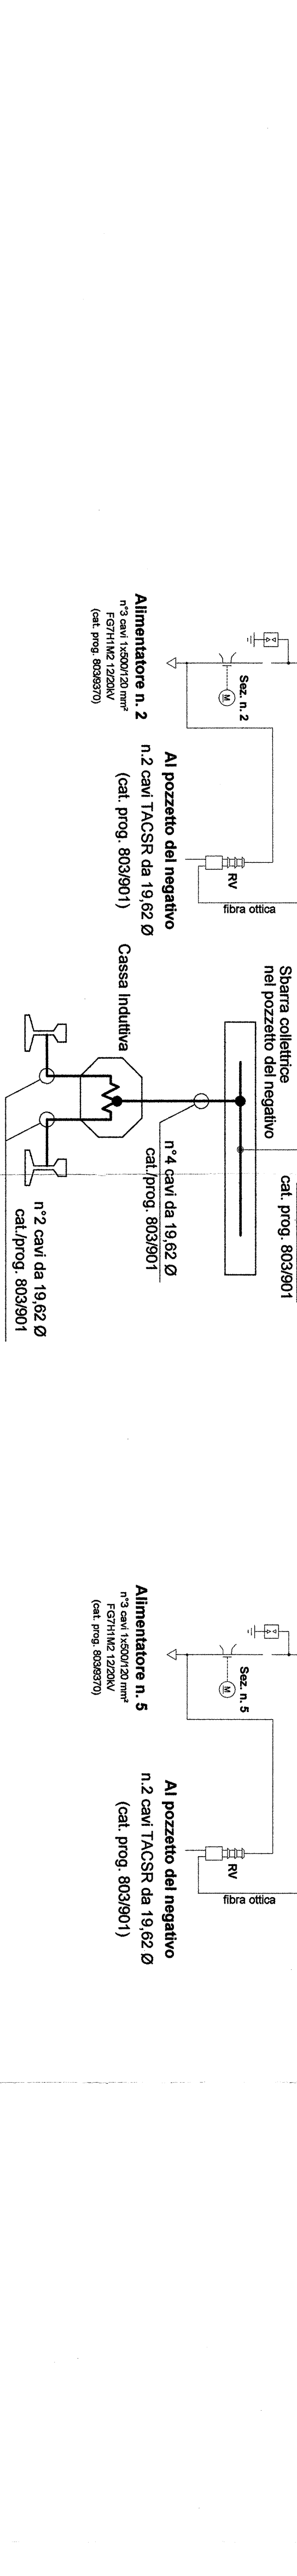 Sez. n. 2
M
Alimentatore n. 2
n°3 cavi 1x500/120 mm²
FG7H1M2 12/20kV
(cat. prog. 803/9370)
RV
fibra ottica
Al pozzetto del negativo
n.2 cavi TACSR da 19,62 Ø
(cat. prog. 803/901)
Sbarra collettrice
nel pozzetto del negativo
cat. prog. 803/901
Cassa Induttiva
n°4 cavi da 19,62 Ø
cat./prog. 803/901
n°2 cavi da 19,62 Ø
cat./prog. 803/901
Sez. n. 5
M
Alimentatore n. 5
n°3 cavi 1x500/120 mm²
FG7H1M2 12/20kV
(cat. prog. 803/9370)
RV
fibra ottica
Al pozzetto del negativo
n.2 cavi TACSR da 19,62 Ø
(cat. prog. 803/901)